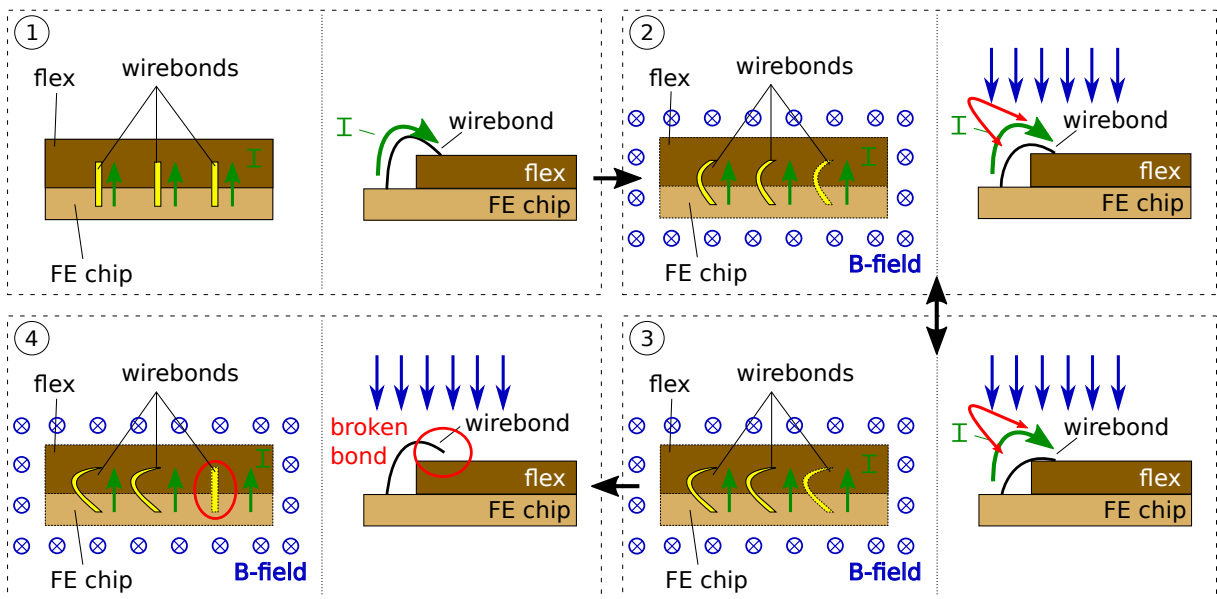 1
flex
wirebonds
I
FE chip
I
wirebond
flex
FE chip
2
flex
wirebonds
I
FE chip
B-field
I
wirebond
flex
FE chip
4
flex
wirebonds
I
FE chip
B-field
broken
bond
wirebond
flex
FE chip
3
flex
wirebonds
I
FE chip
B-field
I
wirebond
flex
FE chip